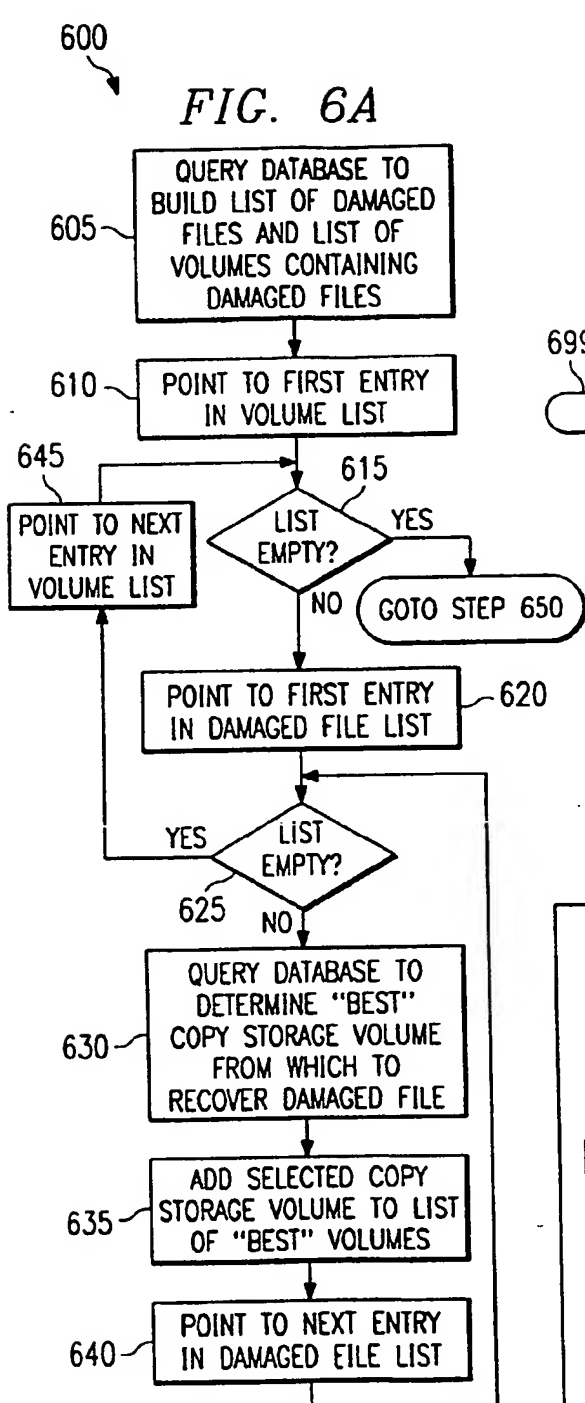 600
FIG. 6A
QUERY DATABASE TO
BUILD LIST OF DAMAGED
FILES AND LIST OF
VOLUMES CONTAINING
DAMAGED FILES
605
610
POINT TO FIRST ENTRY
IN VOLUME LIST
699
645
POINT TO NEXT
ENTRY IN
VOLUME LIST
615
LIST
EMPTY?
YES
NO
GOTO STEP 650
POINT TO FIRST ENTRY
IN DAMAGED FILE LIST
620
YES
LIST
EMPTY?
625
NO
QUERY DATABASE TO
DETERMINE "BEST"
COPY STORAGE VOLUME
FROM WHICH TO
RECOVER DAMAGED FILE
630
ADD SELECTED COPY
STORAGE VOLUME TO LIST
OF "BEST" VOLUMES
635
POINT TO NEXT ENTRY
IN DAMAGED FILE LIST
640